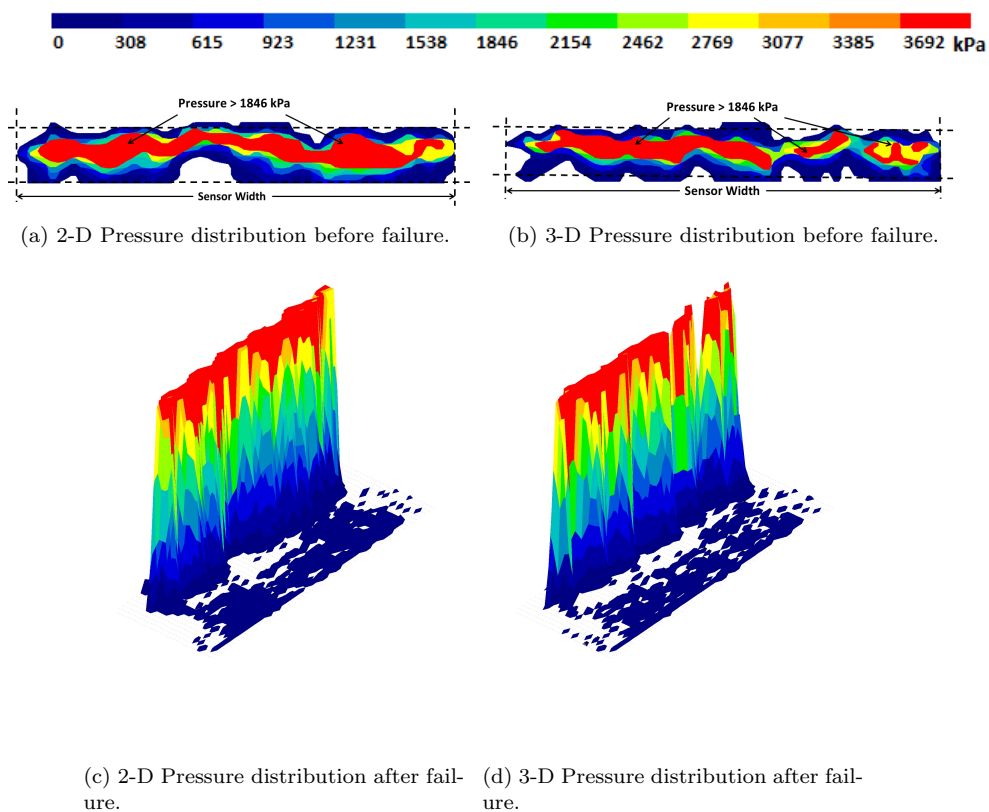 0 308 615 923 1231 1538 1846 2154 2462 2769 3077 3385 3692 kPa
Pressure > 1846 kPa
Sensor Width
Pressure > 1846 kPa
Sensor Width
(a) 2-D Pressure distribution before failure.
(b) 3-D Pressure distribution before failure.
(c) 2-D Pressure distribution after fail-
ure.
(d) 3-D Pressure distribution after fail-
ure.